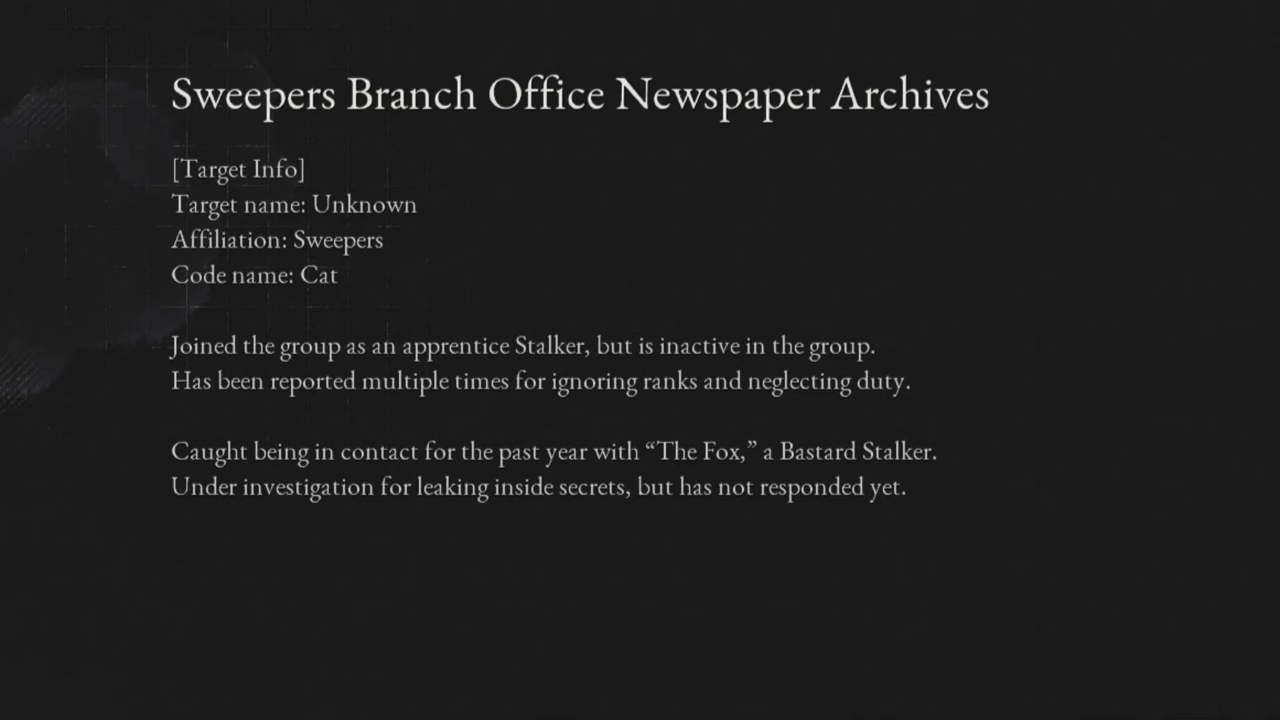 Sweepers Branch Office Newspaper Archives
[Target Info]
Target name: Unknown
Affiliation: Sweepers
Code name: Cat
Joined the group as an apprentice Stalker, but is inactive in the group.
Has been reported multiple times for ignoring ranks and neglecting duty.
Caught being in contact for the past year with “The Fox,” a Bastard Stalker.
Under investigation for leaking inside secrets, but has not responded yet.